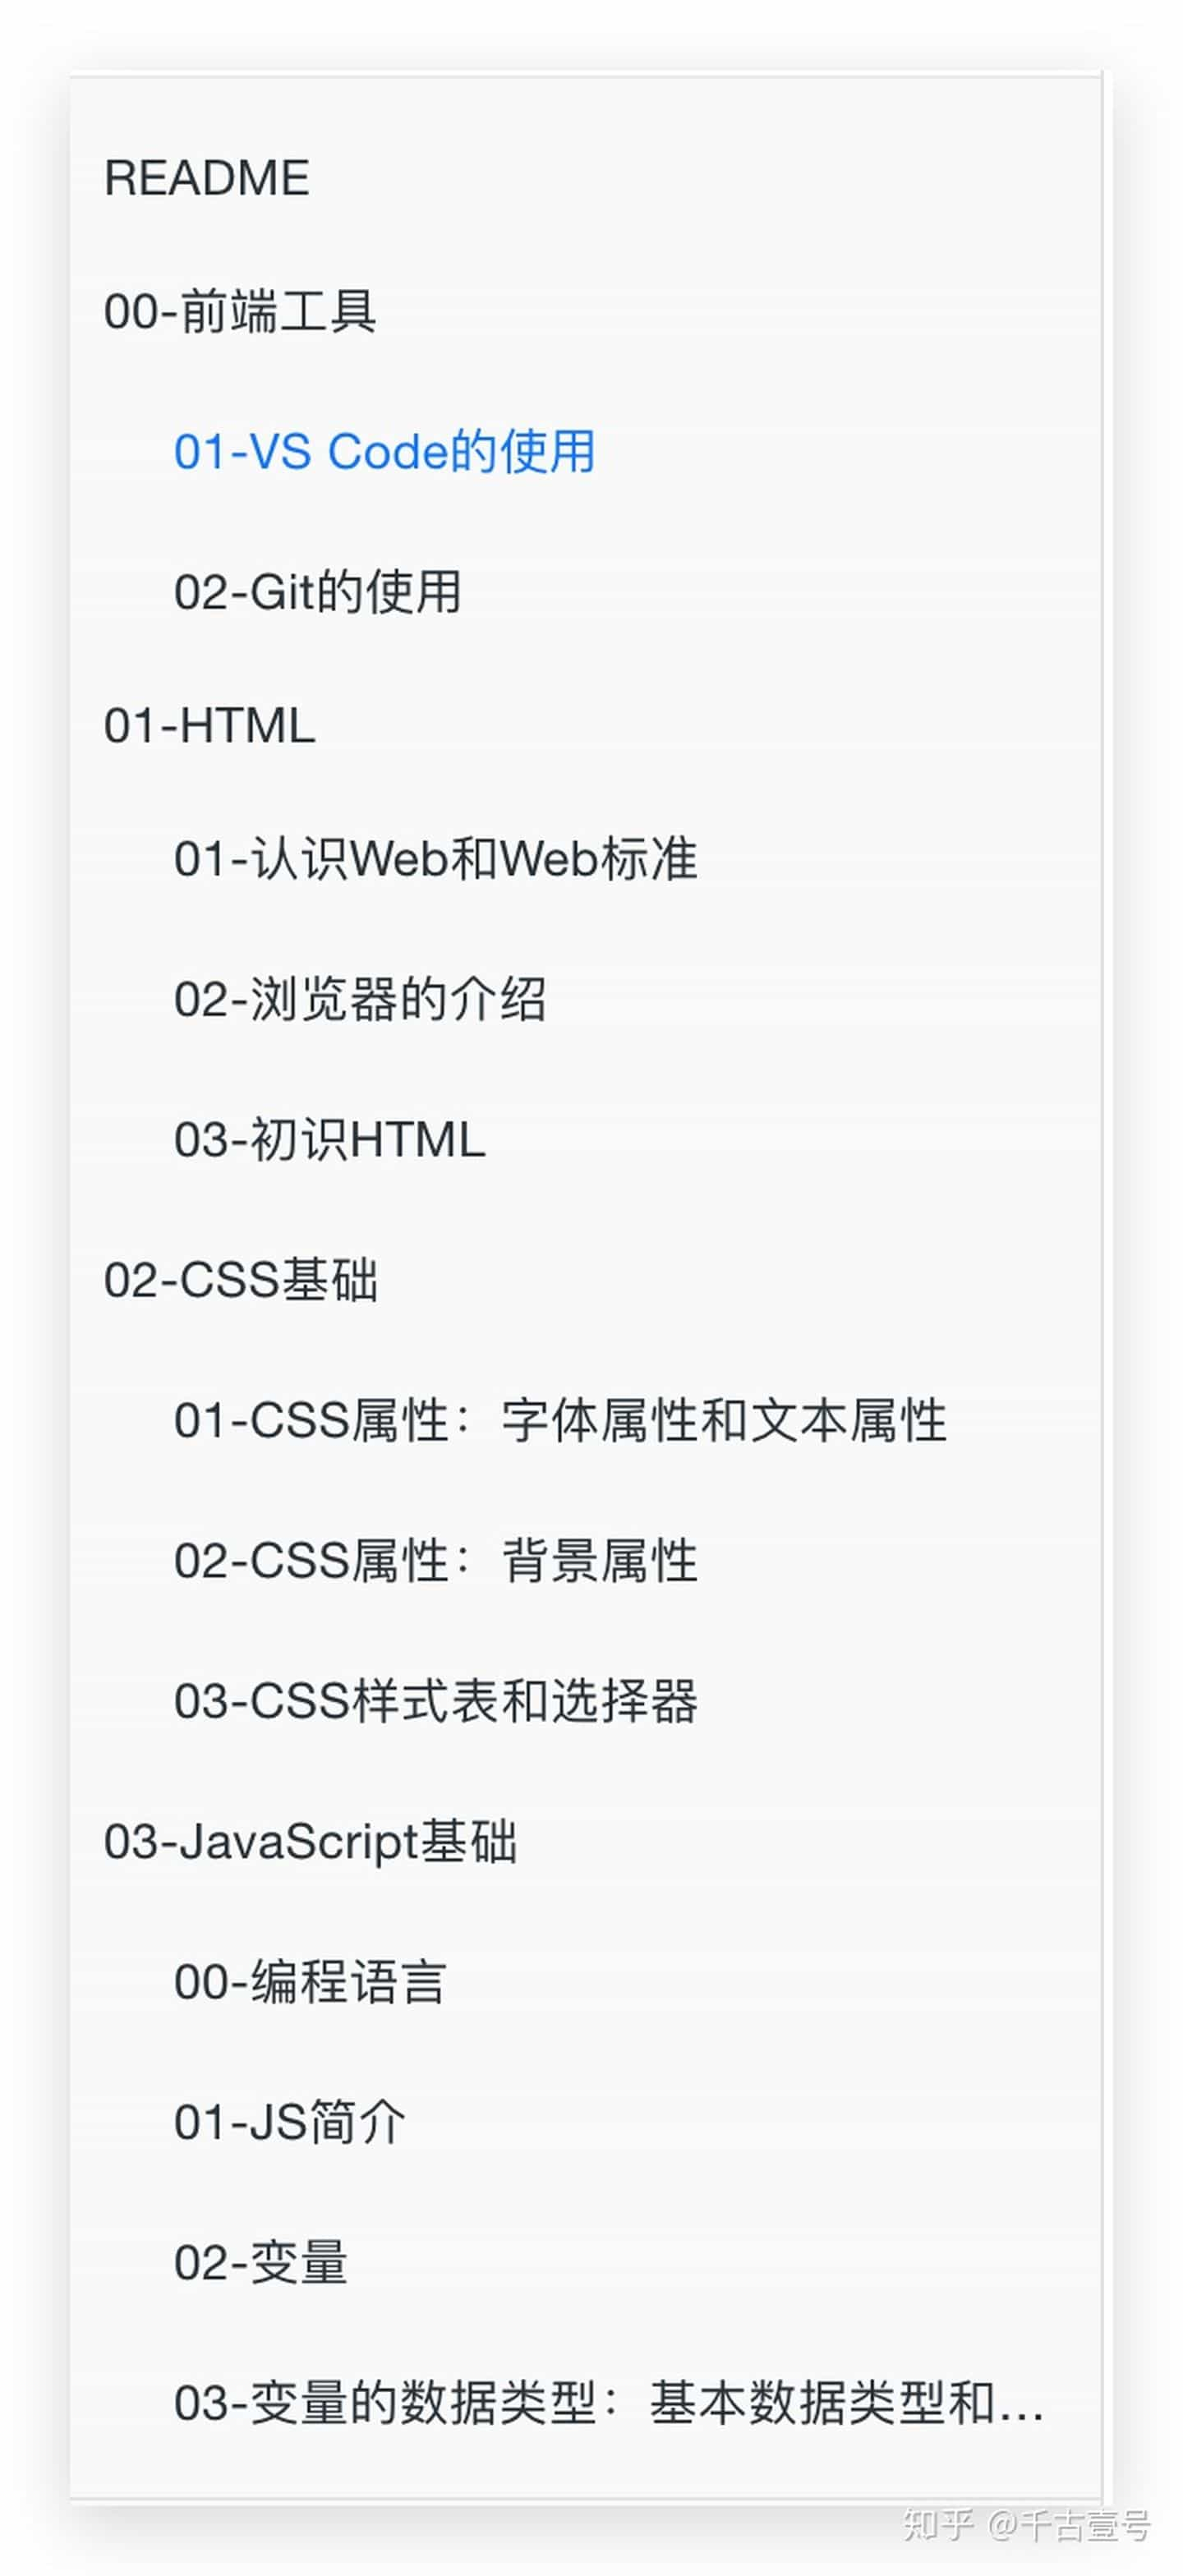 README
00-前端工具
01-VS Code的使用
02-Git的使用
01-HTML
01-认识Web和Web标准
02-浏览器的介绍
03-初识HTML
02-CSS基础
01-CSS属性：字体属性和文本属性
02-CSS属性：背景属性
03-CSS样式表和选择器
03-JavaScript基础
00-编程语言
01-JS简介
02-变量
03-变量的数据类型：基本数据类型和...
知乎 @千古壹号